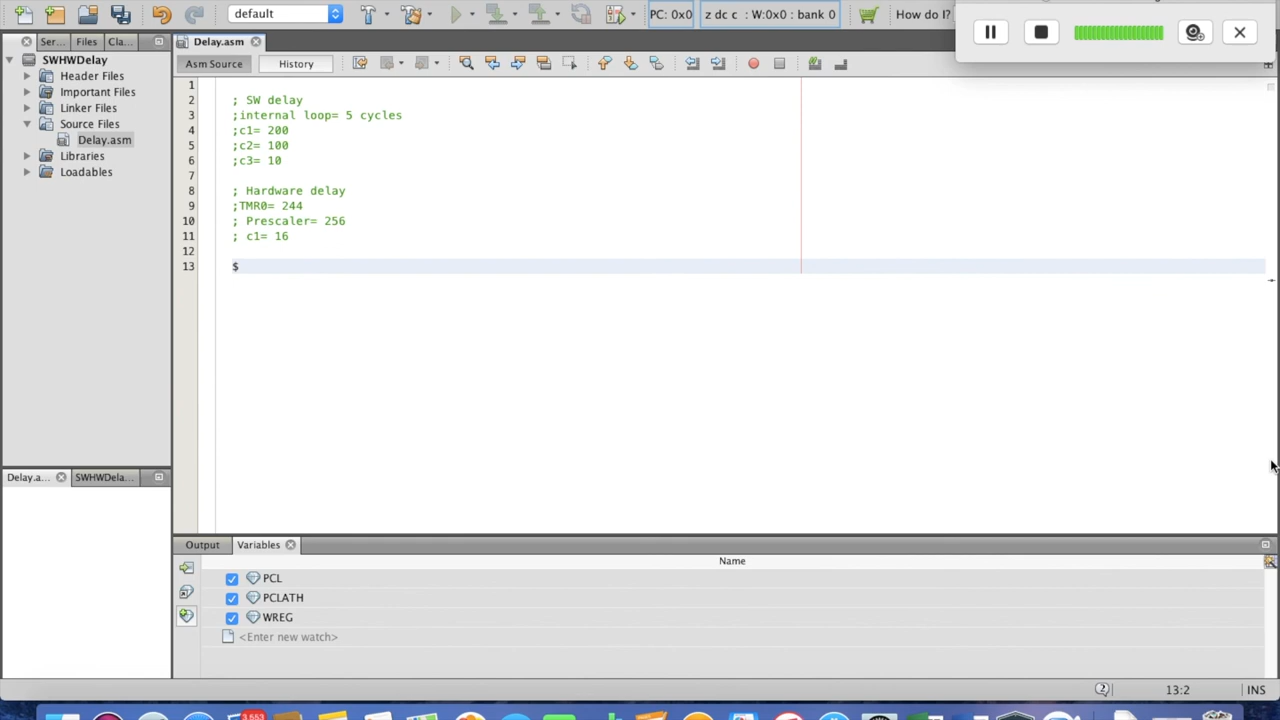 default
PC: 0x0
z dc c : W:0x0 : bank 0
How do I?
Ser...
Files
Cla...
Delay.asm
SWHWDelay
Header Files
Important Files
Linker Files
Source Files
Delay.asm
Libraries
Loadables
Asm Source
History
1
2 ; SW delay
3 ;internal loop= 5 cycles
4 ;c1= 200
5 ;c2= 100
6 ;c3= 10
7
8 ; Hardware delay
9 ;TMR0= 244
10 ; Prescaler= 256
11 ; c1= 16
12
13 $
Delay.a...
SWHWDela...
Output
Variables
Name
PCL
PCLATH
WREG
<Enter new watch>
13:2
INS
3,553